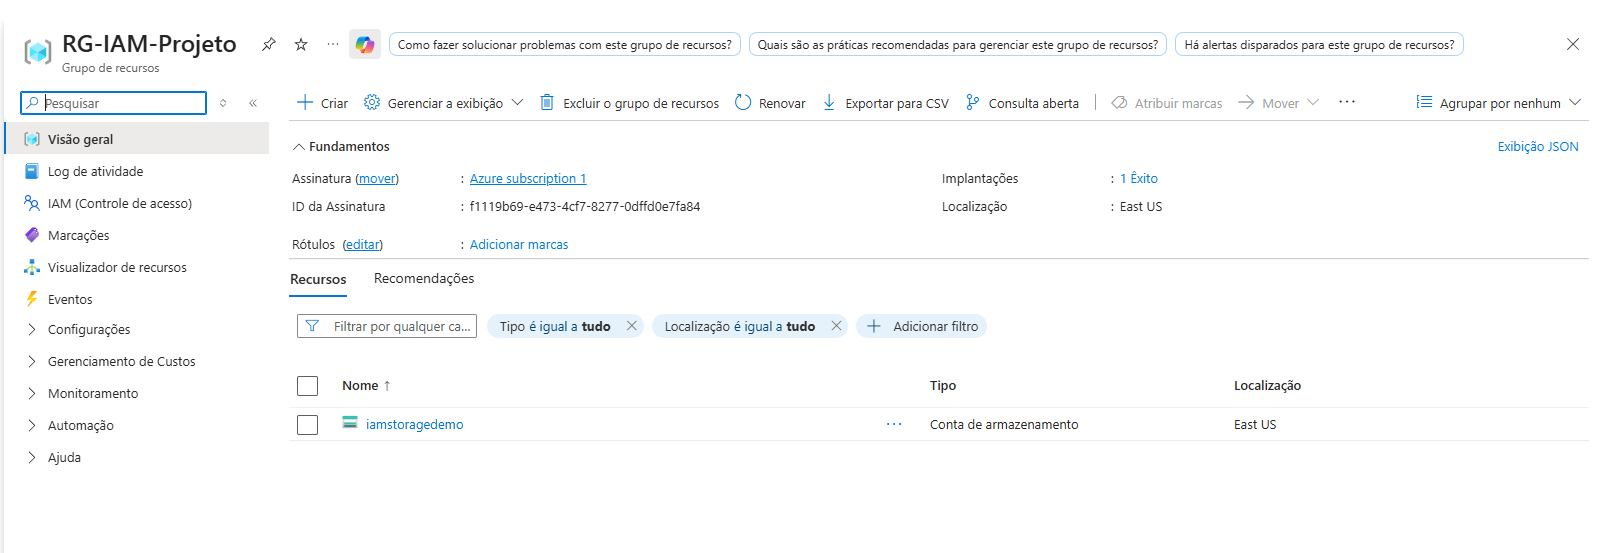 RG-IAM-Projeto
Grupo de recursos
Como fazer solucionar problemas com este grupo de recursos?
Quais são as práticas recomendadas para gerenciar este grupo de recursos?
Há alertas disparados para este grupo de recursos?
Pesquisar
Criar
Gerenciar a exibição
Excluir o grupo de recursos
Renovar
Exportar para CSV
Consulta aberta
Atribuir marcas
Mover
Agrupar por nenhum
Visão geral
Log de atividade
IAM (Controle de acesso)
Marcações
Visualizador de recursos
Eventos
Configurações
Gerenciamento de Custos
Monitoramento
Automação
Ajuda
Fundamentos
Exibição JSON
Assinatura (mover) : Azure subscription 1
Implantações : 1 Êxito
ID da Assinatura : f1119b69-e473-4cf7-8277-0dffd0e7fa84
Localização : East US
Rótulos (editar) : Adicionar marcas
Recursos Recomendações
Filtrar por qualquer ca...
Tipo é igual a tudo
Localização é igual a tudo
Adicionar filtro
Nome ↑ Tipo Localização
iamstoragedemo ... Conta de armazenamento East US